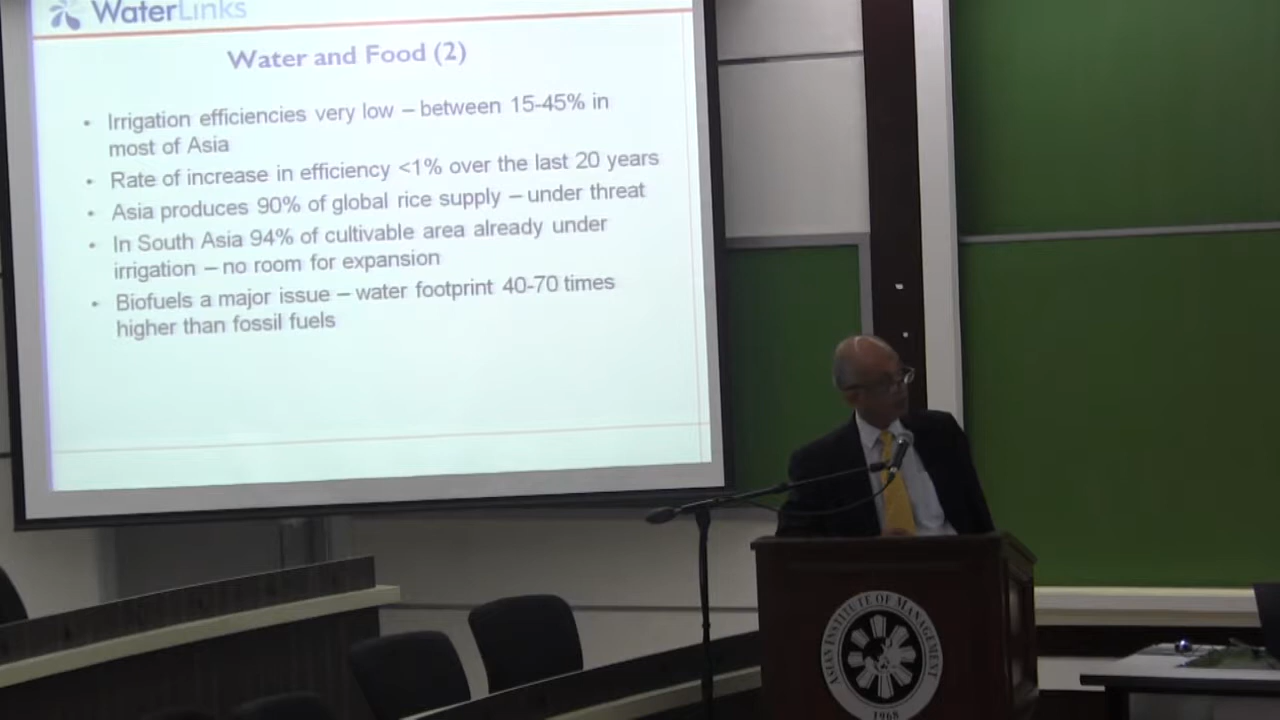 WaterLinks
Water and Food (2)
• Irrigation efficiencies very low – between 15-45% in
most of Asia
• Rate of increase in efficiency <1% over the last 20 years
• Asia produces 90% of global rice supply – under threat
• In South Asia 94% of cultivable area already under
irrigation – no room for expansion
• Biofuels a major issue – water footprint 40-70 times
higher than fossil fuels
ASIAN INSTITUTE OF MANAGEMENT
1968